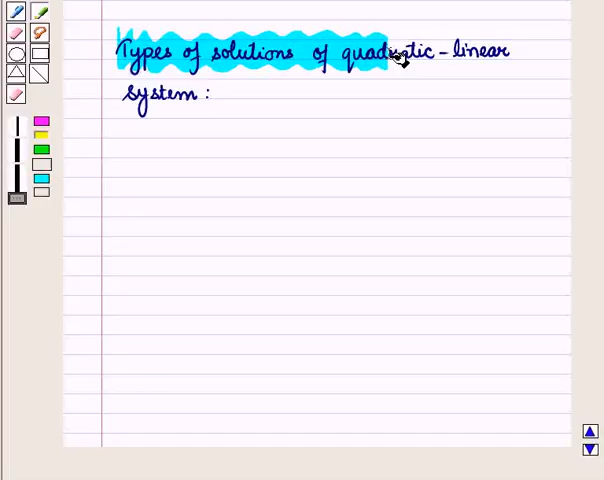 Types of solutions of quadratic - linear
System :